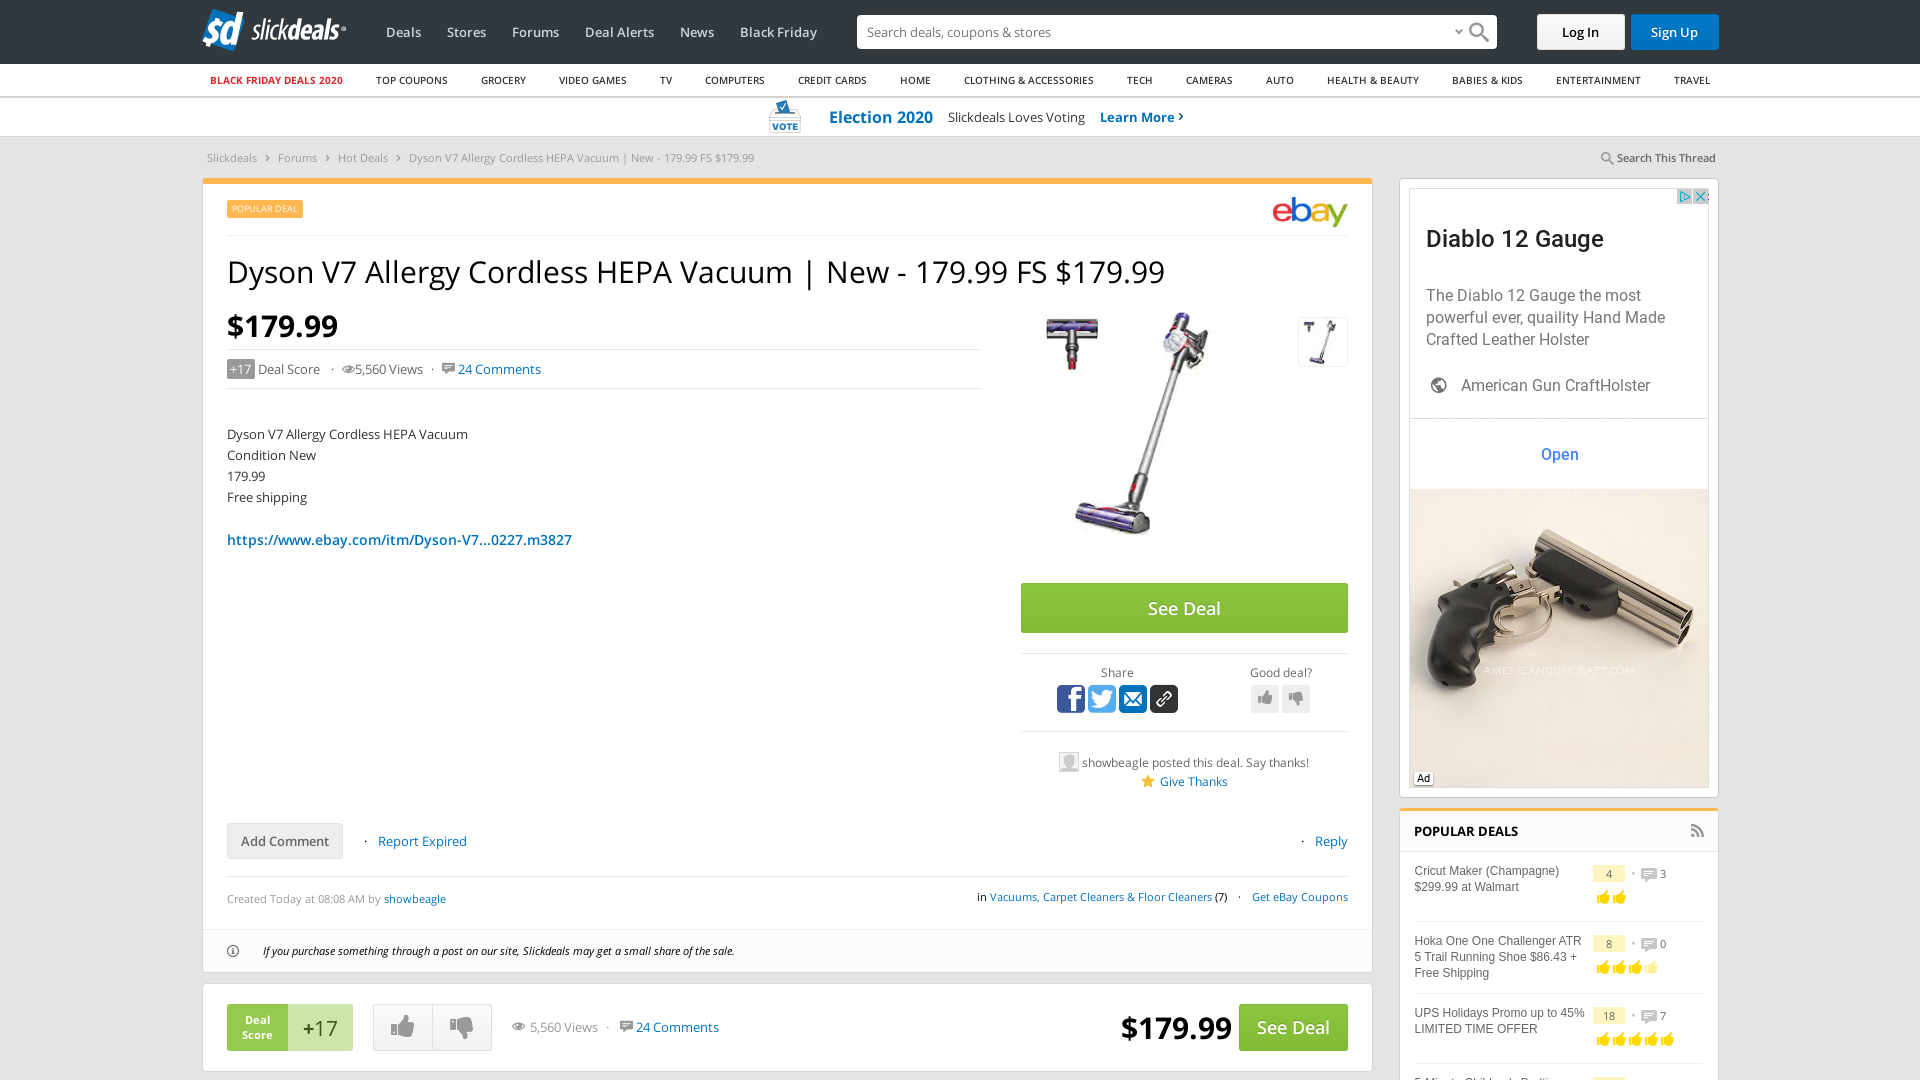 slickdeals
Deals
Stores
Forums
Deal Alerts
News
Black Friday
Search deals, coupons & stores
Log In
Sign Up
BLACK FRIDAY DEALS 2020
TOP COUPONS
GROCERY
VIDEO GAMES
TV
COMPUTERS
CREDIT CARDS
HOME
CLOTHING & ACCESSORIES
TECH
CAMERAS
AUTO
HEALTH & BEAUTY
BABIES & KIDS
ENTERTAINMENT
TRAVEL
VOTE
Election 2020 Slickdeals Loves Voting Learn More
Slickdeals › Forums › Hot Deals › Dyson V7 Allergy Cordless HEPA Vacuum | New - 179.99 FS $179.99
Search This Thread
POPULAR DEAL
ebay
Dyson V7 Allergy Cordless HEPA Vacuum | New - 179.99 FS $179.99
$179.99
+17 Deal Score · 5,560 Views · 24 Comments
Dyson V7 Allergy Cordless HEPA Vacuum
Condition New
179.99
Free shipping
https://www.ebay.com/itm/Dyson-V7...0227.m3827
See Deal
Share
Good deal?
showbeagle posted this deal. Say thanks!
Give Thanks
Add Comment · Report Expired
· Reply
Created Today at 08:08 AM by showbeagle
in Vacuums, Carpet Cleaners & Floor Cleaners (7) · Get eBay Coupons
If you purchase something through a post on our site, Slickdeals may get a small share of the sale.
Deal
Score
+17
5,560 Views · 24 Comments
$179.99
See Deal
Diablo 12 Gauge
The Diablo 12 Gauge the most
powerful ever, quaility Hand Made
Crafted Leather Holster
American Gun CraftHolster
Open
AMERICANGUNCRAFT.COM
Ad
POPULAR DEALS
Cricut Maker (Champagne)
$299.99 at Walmart
4 • 3
Hoka One One Challenger ATR
5 Trail Running Shoe $86.43 +
Free Shipping
8 • 0
UPS Holidays Promo up to 45%
LIMITED TIME OFFER
18 • 7